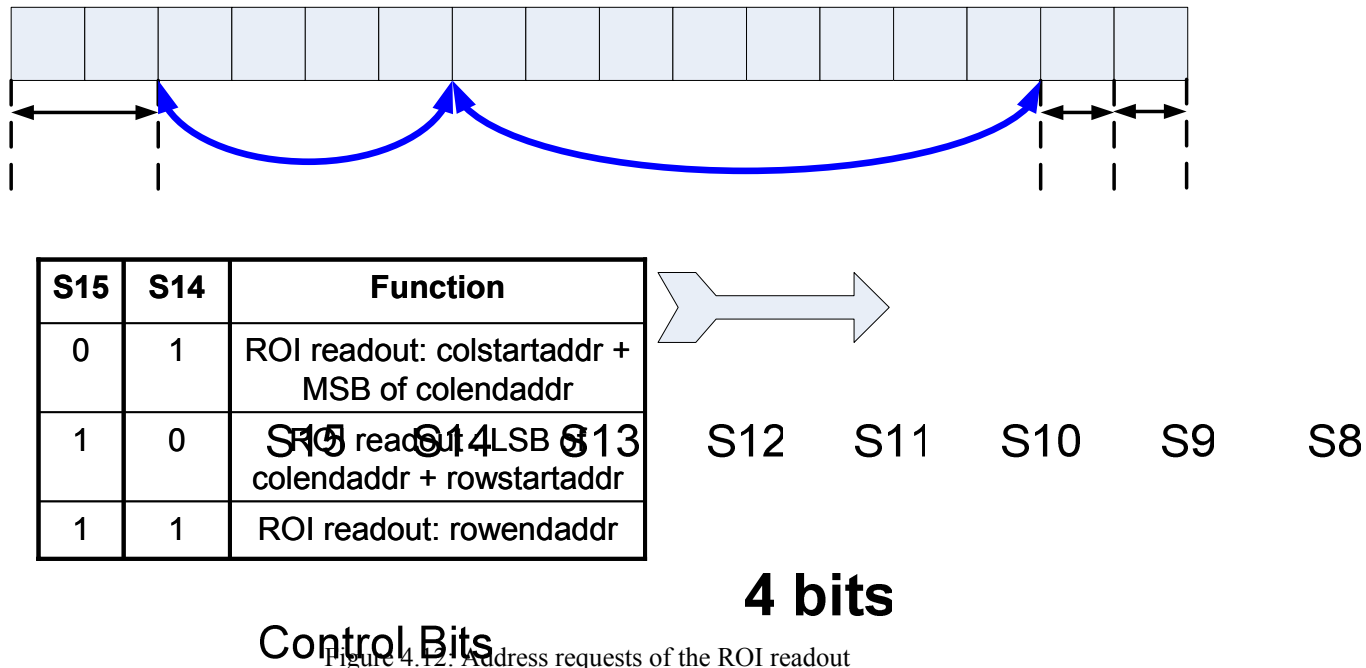 S15 S14 Function
0 1 ROI readout: colstartaddr +
MSB of colendaddr
1 0 ROI readout: LSB of
colendaddr + rowstartaddr
1 1 ROI readout: rowendaddr
S15 S14 S13 S12 S11 S10 S9 S8
4 bits
Control Bits
Figure 4.12: Address requests of the ROI readout